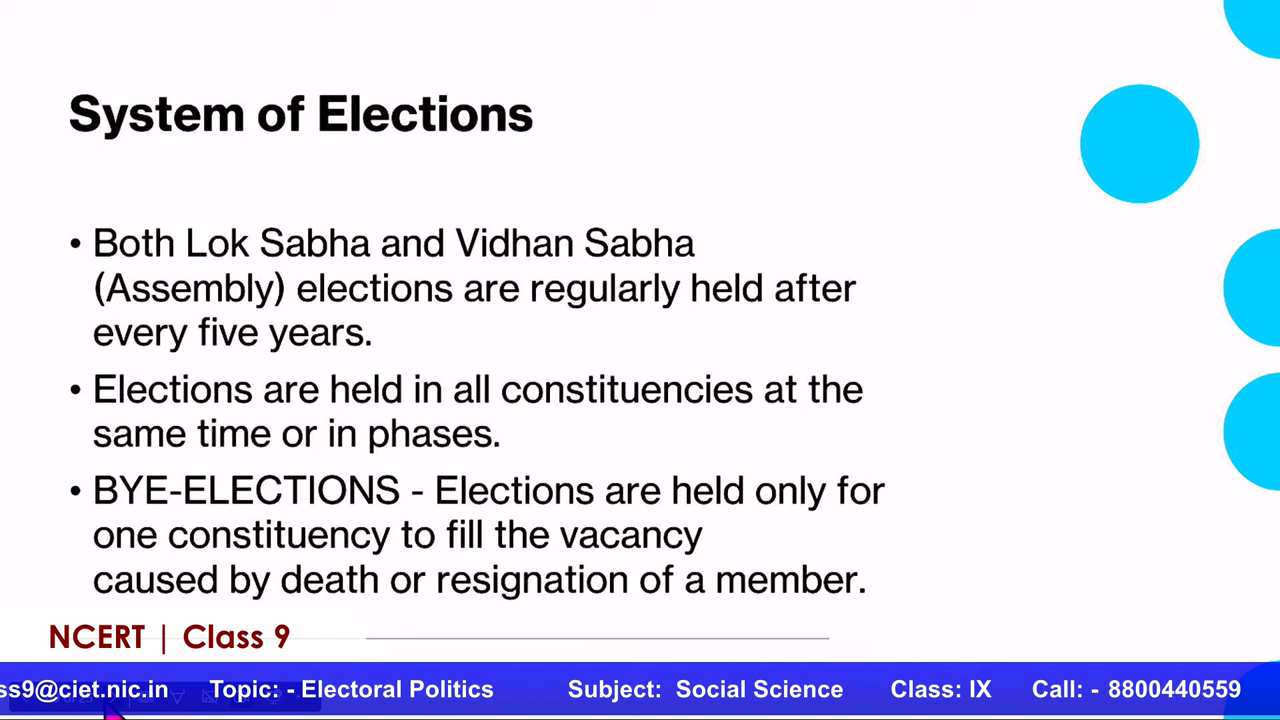 System of Elections
• Both Lok Sabha and Vidhan Sabha
(Assembly) elections are regularly held after
every five years.
• Elections are held in all constituencies at the
same time or in phases.
• BYE-ELECTIONS - Elections are held only for
one constituency to fill the vacancy
caused by death or resignation of a member.
NCERT | Class 9
ss9@ciet.nic.in Topic: - Electoral Politics Subject: Social Science Class: IX Call: - 8800440559